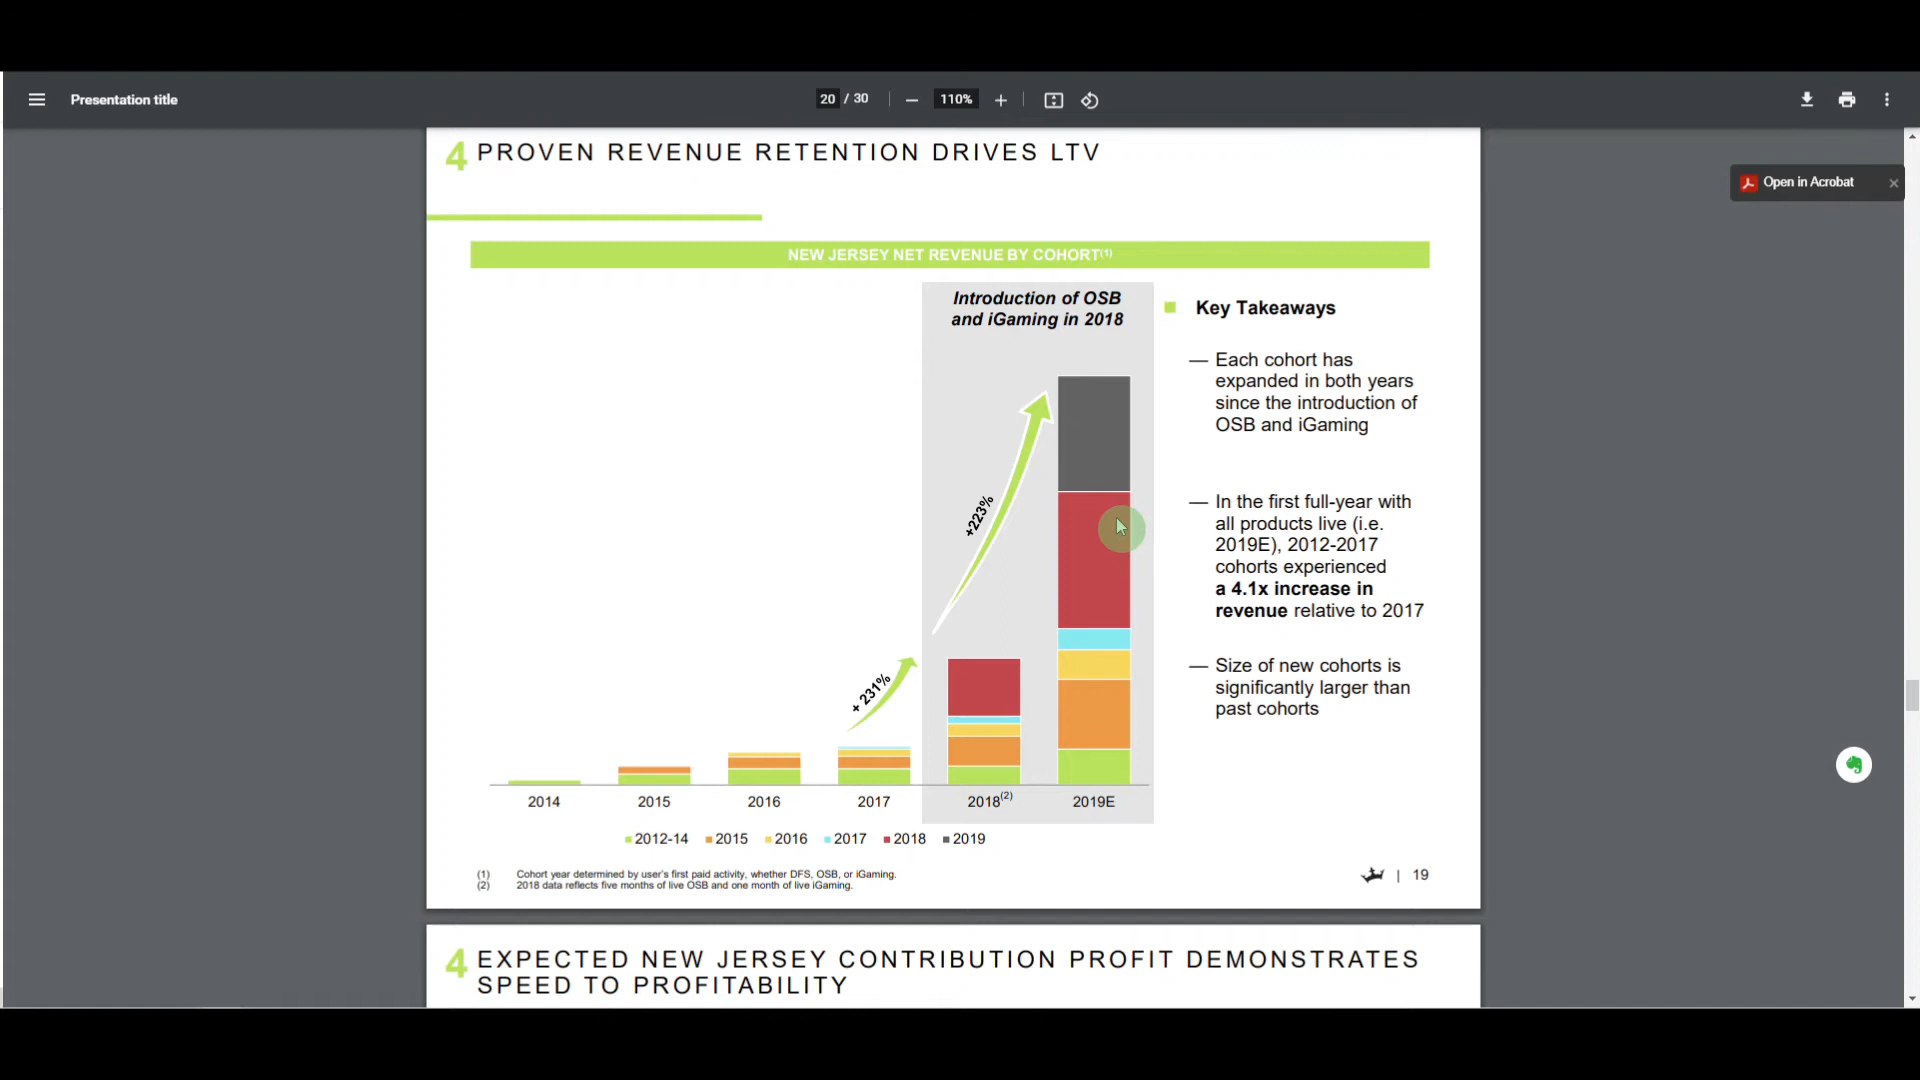 Presentation title
20 / 30
110%
Open in Acrobat
4 PROVEN REVENUE RETENTION DRIVES LTV
NEW JERSEY NET REVENUE BY COHORT(1)
Introduction of OSB
and iGaming in 2018
+223%
+ 231%
2014
2015
2016
2017
2018(2)
2019E
2012-14
2015
2016
2017
2018
2019
Key Takeaways
— Each cohort has
expanded in both years
since the introduction of
OSB and iGaming
— In the first full-year with
all products live (i.e.
2019E), 2012-2017
cohorts experienced
a 4.1x increase in
revenue relative to 2017
— Size of new cohorts is
significantly larger than
past cohorts
(1) Cohort year determined by user's first paid activity, whether DFS, OSB, or iGaming.
(2) 2018 data reflects five months of live OSB and one month of live iGaming.
| 19
4 EXPECTED NEW JERSEY CONTRIBUTION PROFIT DEMONSTRATES
SPEED TO PROFITABILITY